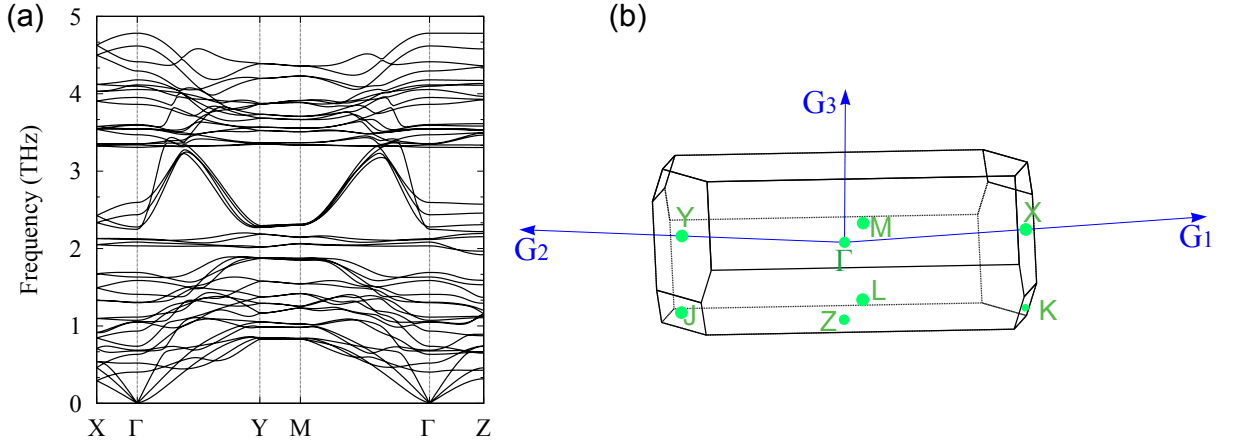 (a)
5
4
3
2
1
0
Frequency (THz)
X Γ Y M Γ Z
(b)
G3
G2
G1
Y
M
X
Γ
L
J
Z
K